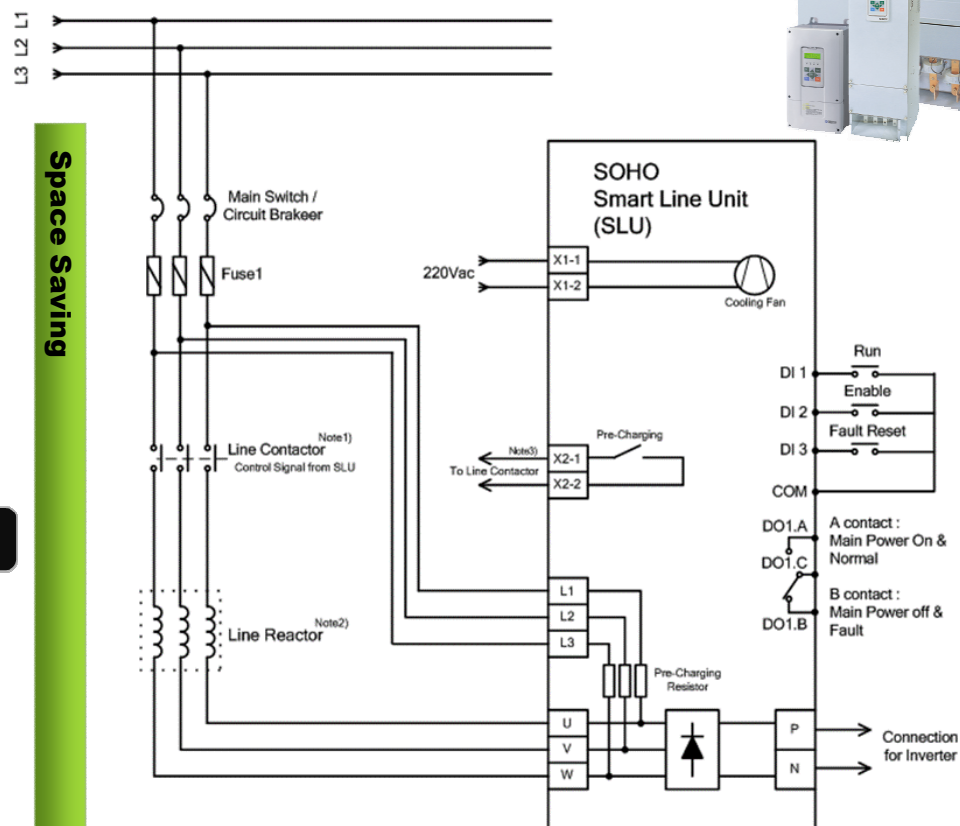 L1
L2
L3
Space Saving
Main Switch /
Circuit Brakeer
Fuse1
SOHO
Smart Line Unit
(SLU)
220Vac
X1-1
X1-2
Cooling Fan
Run
DI 1
Enable
DI 2
Fault Reset
DI 3
COM
Note1)
Line Contactor
Control Signal from SLU
Note3)
To Line Contactor
X2-1
X2-2
Pre-Charging
DO1.A
DO1.C
DO1.B
A contact :
Main Power On &
Normal
B contact :
Main Power off &
Fault
L1
L2
L3
Note2)
Line Reactor
Pre-Charging
Resistor
U
V
W
P
N
Connection
for Inverter